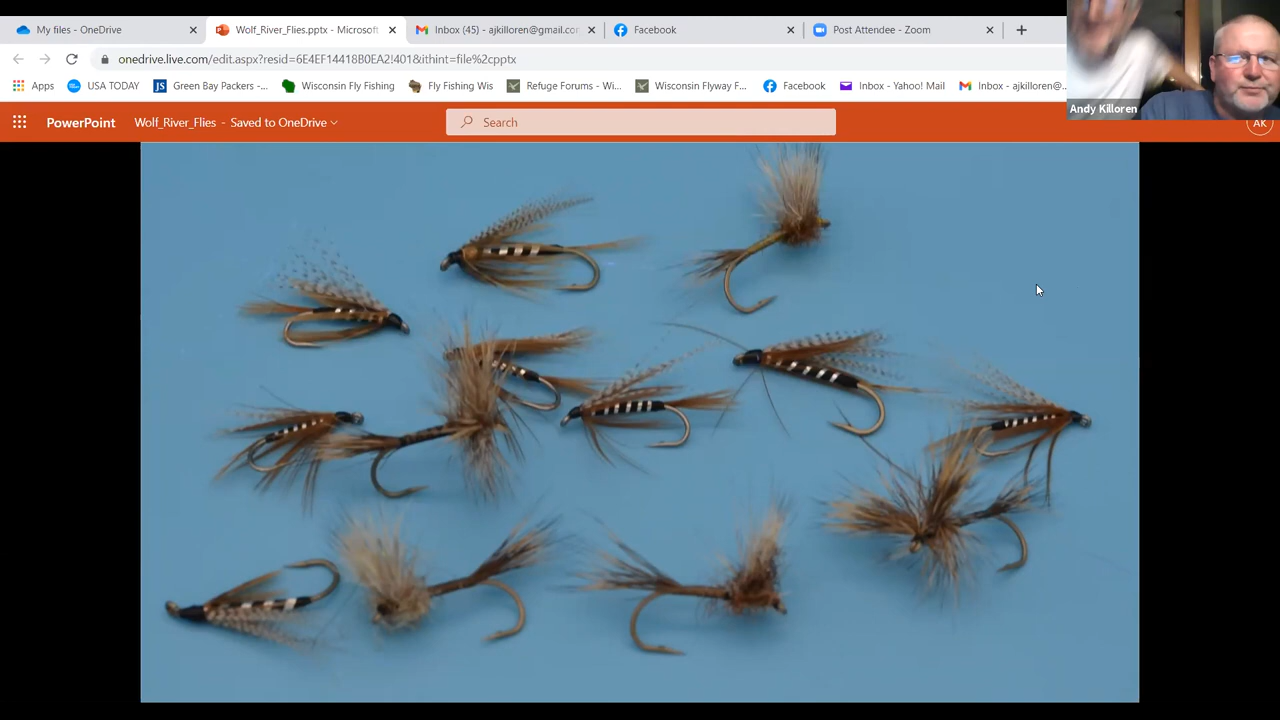 My files - OneDrive
Wolf_River_Flies.pptx - Microsoft
Inbox (45) - ajkilloren@gmail.com
Facebook
Post Attendee - Zoom
onedrive.live.com/edit.aspx?resid=6E4EF14418B0EA2!401&ithint=file%2cpptx
Apps USA TODAY Green Bay Packers -... Wisconsin Fly Fishing Fly Fishing Wis Refuge Forums - Wi... Wisconsin Flyway F... Facebook Inbox - Yahoo! Mail Inbox - ajkilloren@...
Andy Killoren
PowerPoint Wolf_River_Flies - Saved to OneDrive Search AK